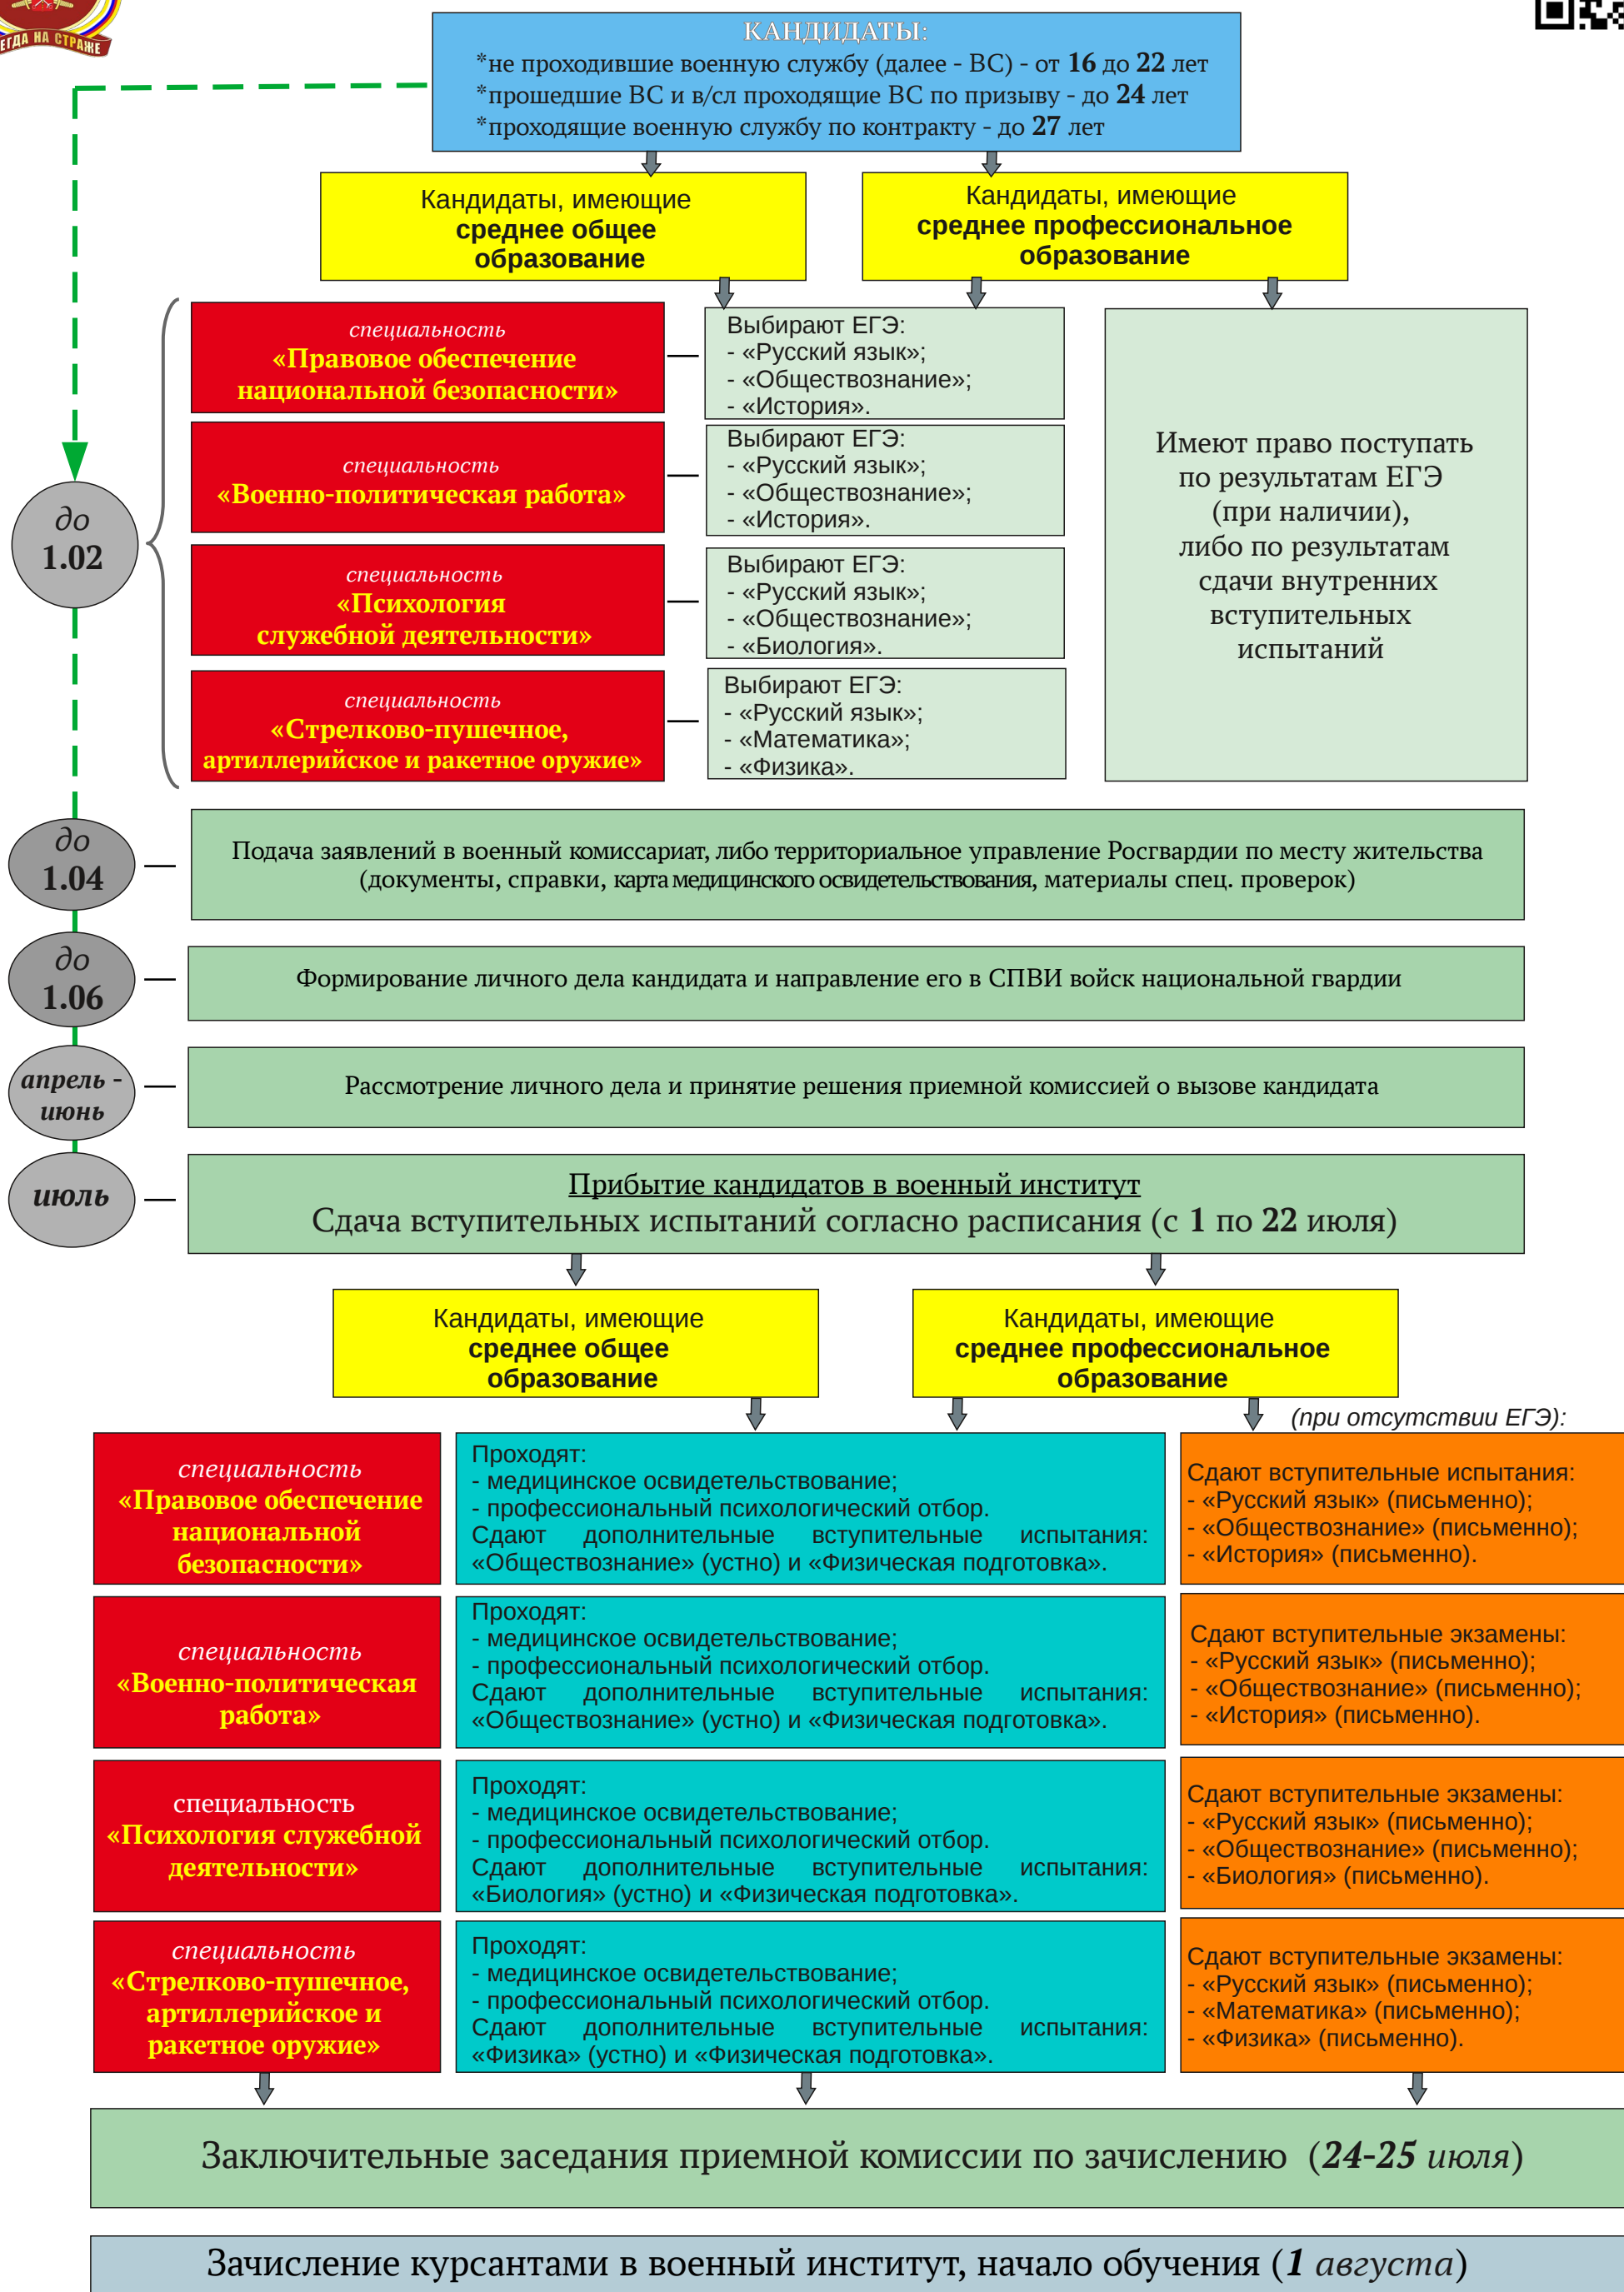 НА СТРАЖЕ
КАНДИДАТЫ:
*не проходившие военную службу (далее - ВС) - от 16 до 22 лет
*прошедшие ВС и в/сл проходящие ВС по призыву - до 24 лет
*проходящие военную службу по контракту - до 27 лет
Кандидаты, имеющие
среднее общее
образование
Кандидаты, имеющие
среднее профессиональное
образование
до
1.02
специальность
«Правовое обеспечение
национальной безопасности»
Выбирают ЕГЭ:
- «Русский язык»;
- «Обществознание»;
- «История».
специальность
«Военно-политическая работа»
Выбирают ЕГЭ:
- «Русский язык»;
- «Обществознание»;
- «История».
специальность
«Психология
служебной деятельности»
Выбирают ЕГЭ:
- «Русский язык»;
- «Обществознание»;
- «Биология».
специальность
«Стрелково-пушечное,
артиллерийское и ракетное оружие»
Выбирают ЕГЭ:
- «Русский язык»;
- «Математика»;
- «Физика».
Имеют право поступать
по результатам ЕГЭ
(при наличии),
либо по результатам
сдачи внутренних
вступительных
испытаний
до
1.04
Подача заявлений в военный комиссариат, либо территориальное управление Росгвардии по месту жительства
(документы, справки, карта медицинского освидетельствования, материалы спец. проверок)
до
1.06
Формирование личного дела кандидата и направление его в СПВИ войск национальной гвардии
апрель -
июнь
Рассмотрение личного дела и принятие решения приемной комиссией о вызове кандидата
июль
Прибытие кандидатов в военный институт
Сдача вступительных испытаний согласно расписания (с 1 по 22 июля)
Кандидаты, имеющие
среднее общее
образование
Кандидаты, имеющие
среднее профессиональное
образование
(при отсутствии ЕГЭ):
специальность
«Правовое обеспечение
национальной
безопасности»
Проходят:
- медицинское освидетельствование;
- профессиональный психологический отбор.
Сдают дополнительные вступительные испытания:
«Обществознание» (устно) и «Физическая подготовка».
Сдают вступительные испытания:
- «Русский язык» (письменно);
- «Обществознание» (письменно);
- «История» (письменно).
специальность
«Военно-политическая
работа»
Проходят:
- медицинское освидетельствование;
- профессиональный психологический отбор.
Сдают дополнительные вступительные испытания:
«Обществознание» (устно) и «Физическая подготовка».
Сдают вступительные экзамены:
- «Русский язык» (письменно);
- «Обществознание» (письменно);
- «История» (письменно).
специальность
«Психология служебной
деятельности»
Проходят:
- медицинское освидетельствование;
- профессиональный психологический отбор.
Сдают дополнительные вступительные испытания:
«Биология» (устно) и «Физическая подготовка».
Сдают вступительные экзамены:
- «Русский язык» (письменно);
- «Обществознание» (письменно);
- «Биология» (письменно).
специальность
«Стрелково-пушечное,
артиллерийское и
ракетное оружие»
Проходят:
- медицинское освидетельствование;
- профессиональный психологический отбор.
Сдают дополнительные вступительные испытания:
«Физика» (устно) и «Физическая подготовка».
Сдают вступительные экзамены:
- «Русский язык» (письменно);
- «Математика» (письменно);
- «Физика» (письменно).
Заключительные заседания приемной комиссии по зачислению (24-25 июля)
Зачисление курсантами в военный институт, начало обучения (1 августа)